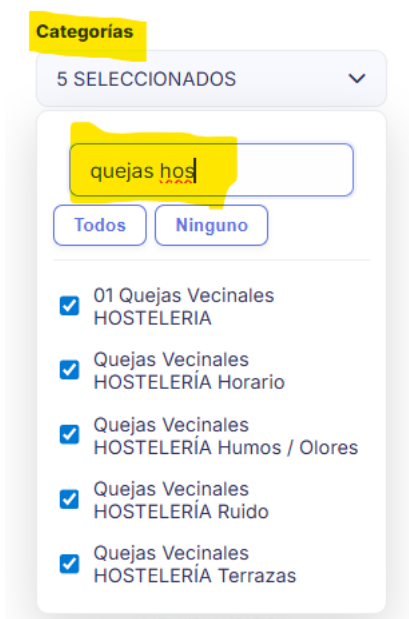 Categorías
5 SELECCIONADOS
quejas hos
Todos Ninguno
01 Quejas Vecinales
HOSTELERIA
Quejas Vecinales
HOSTELERÍA Horario
Quejas Vecinales
HOSTELERÍA Humos / Olores
Quejas Vecinales
HOSTELERÍA Ruido
Quejas Vecinales
HOSTELERÍA Terrazas